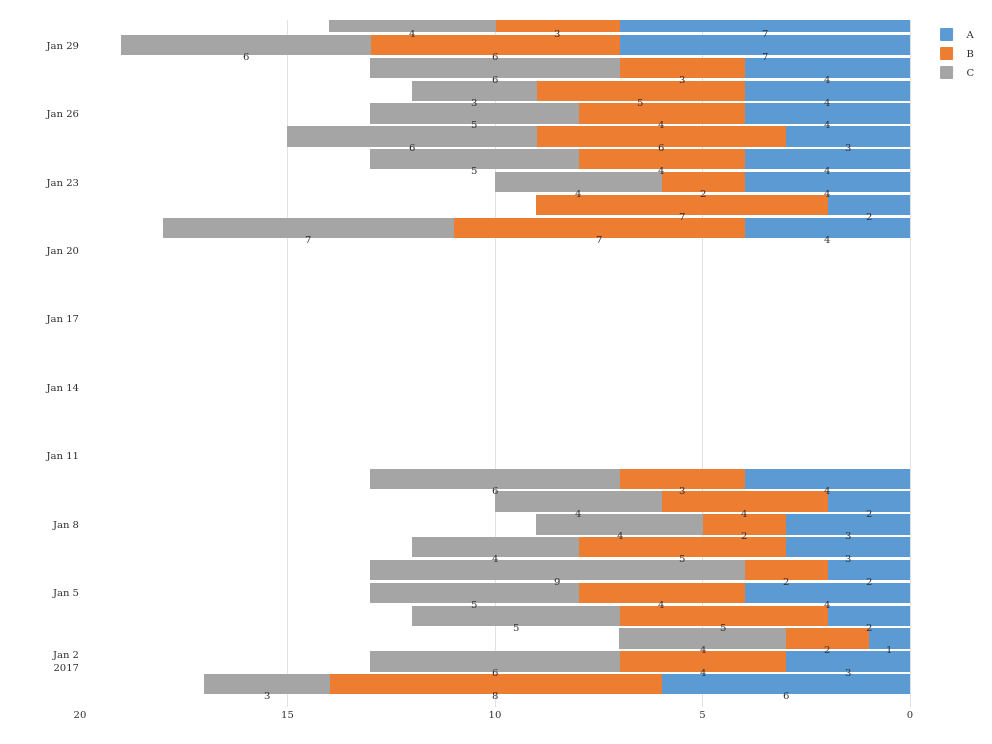 4 3 7 A
Jan 29
B
6 6 7
C
6 3 4
3 5 4
Jan 26
5 4 4
6 6 3
5 4 4
Jan 23
4 2 4
7 2
7 7 4
Jan 20
Jan 17
Jan 14
Jan 11
6 3 4
4 4 2
Jan 8
4 2 3
4 5 3
9 2 2
Jan 5
5 4 4
5 5 2
4 2 1
Jan 2
2017
6 4 3
3 8 6
20 15 10 5 0